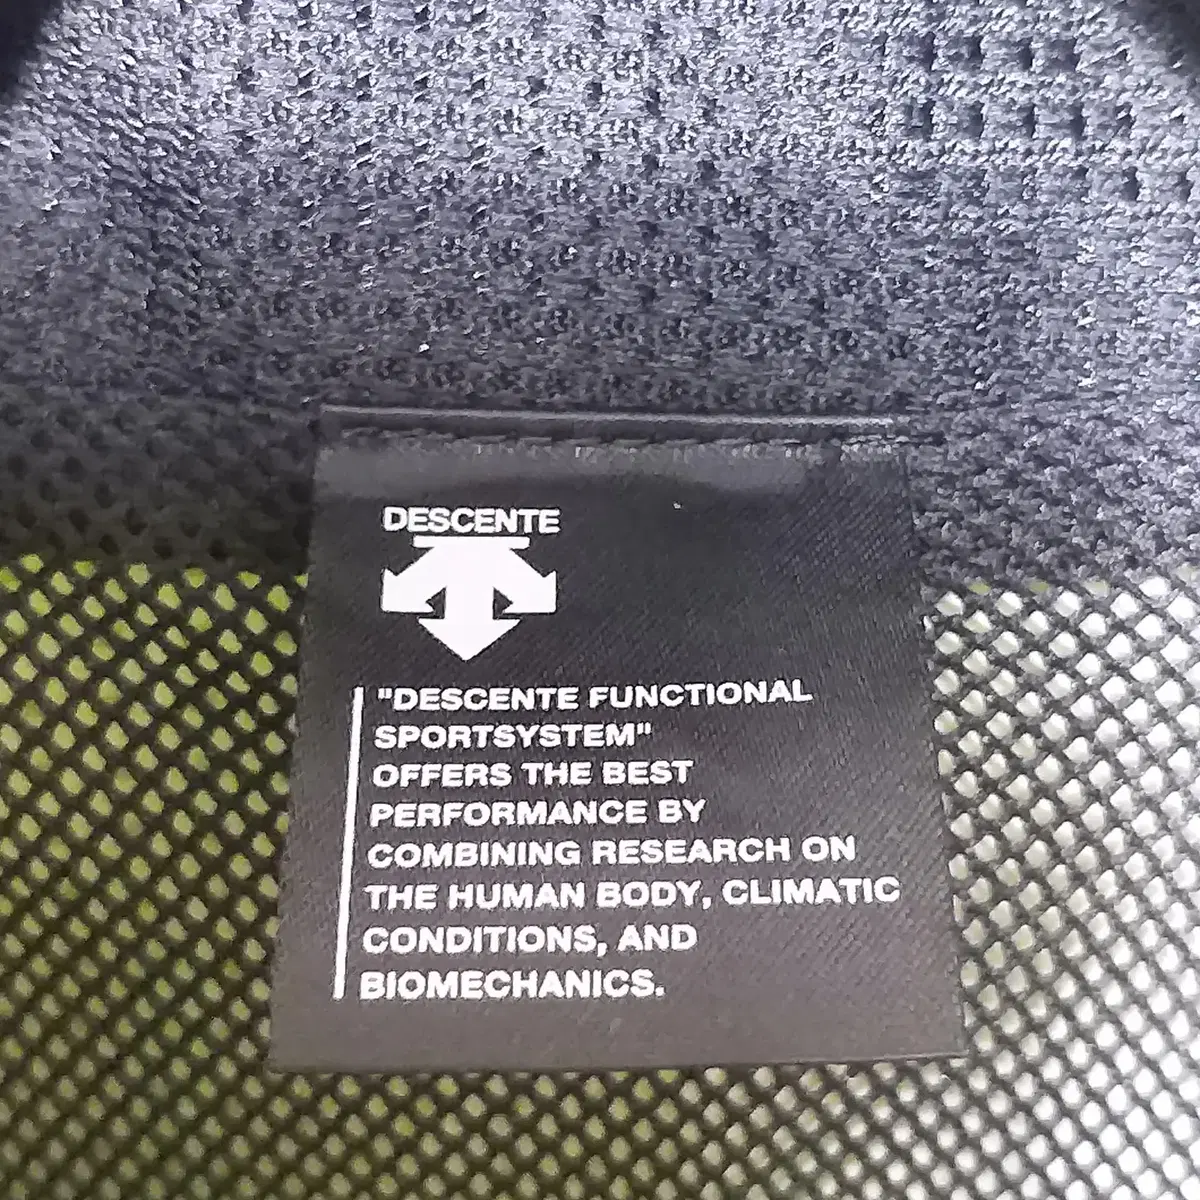 DESCENTE
"DESCENTE FUNCTIONAL
SPORTSYSTEM"
OFFERS THE BEST
PERFORMANCE BY
COMBINING RESEARCH ON
THE HUMAN BODY, CLIMATIC
CONDITIONS, AND
BIOMECHANICS.